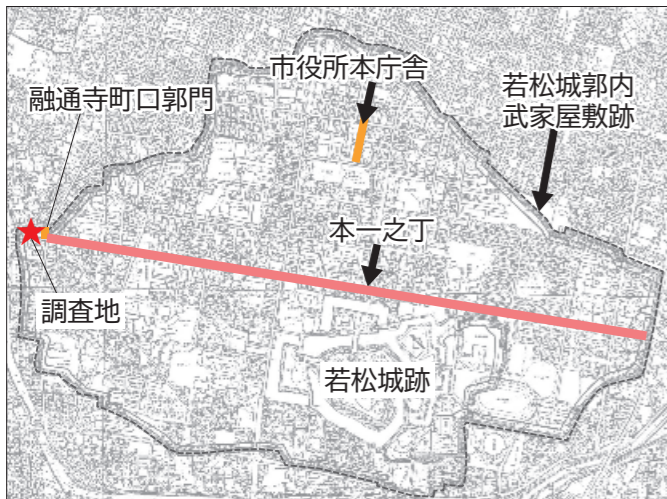 市役所本庁舎
若松城郭内
武家屋敷跡
融通寺町口郭門
本一之丁
調査地
若松城跡